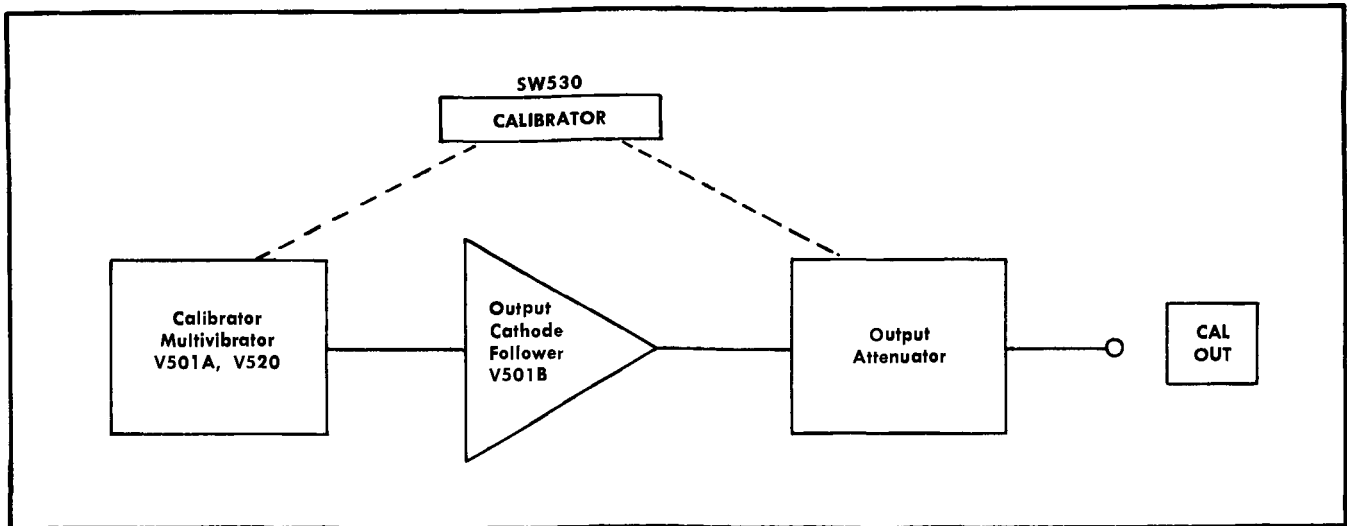 SW530
CALIBRATOR
Calibrator
Multivibrator
V501A, V520
Output
Cathode
Follower
V501B
Output
Attenuator
CAL
OUT